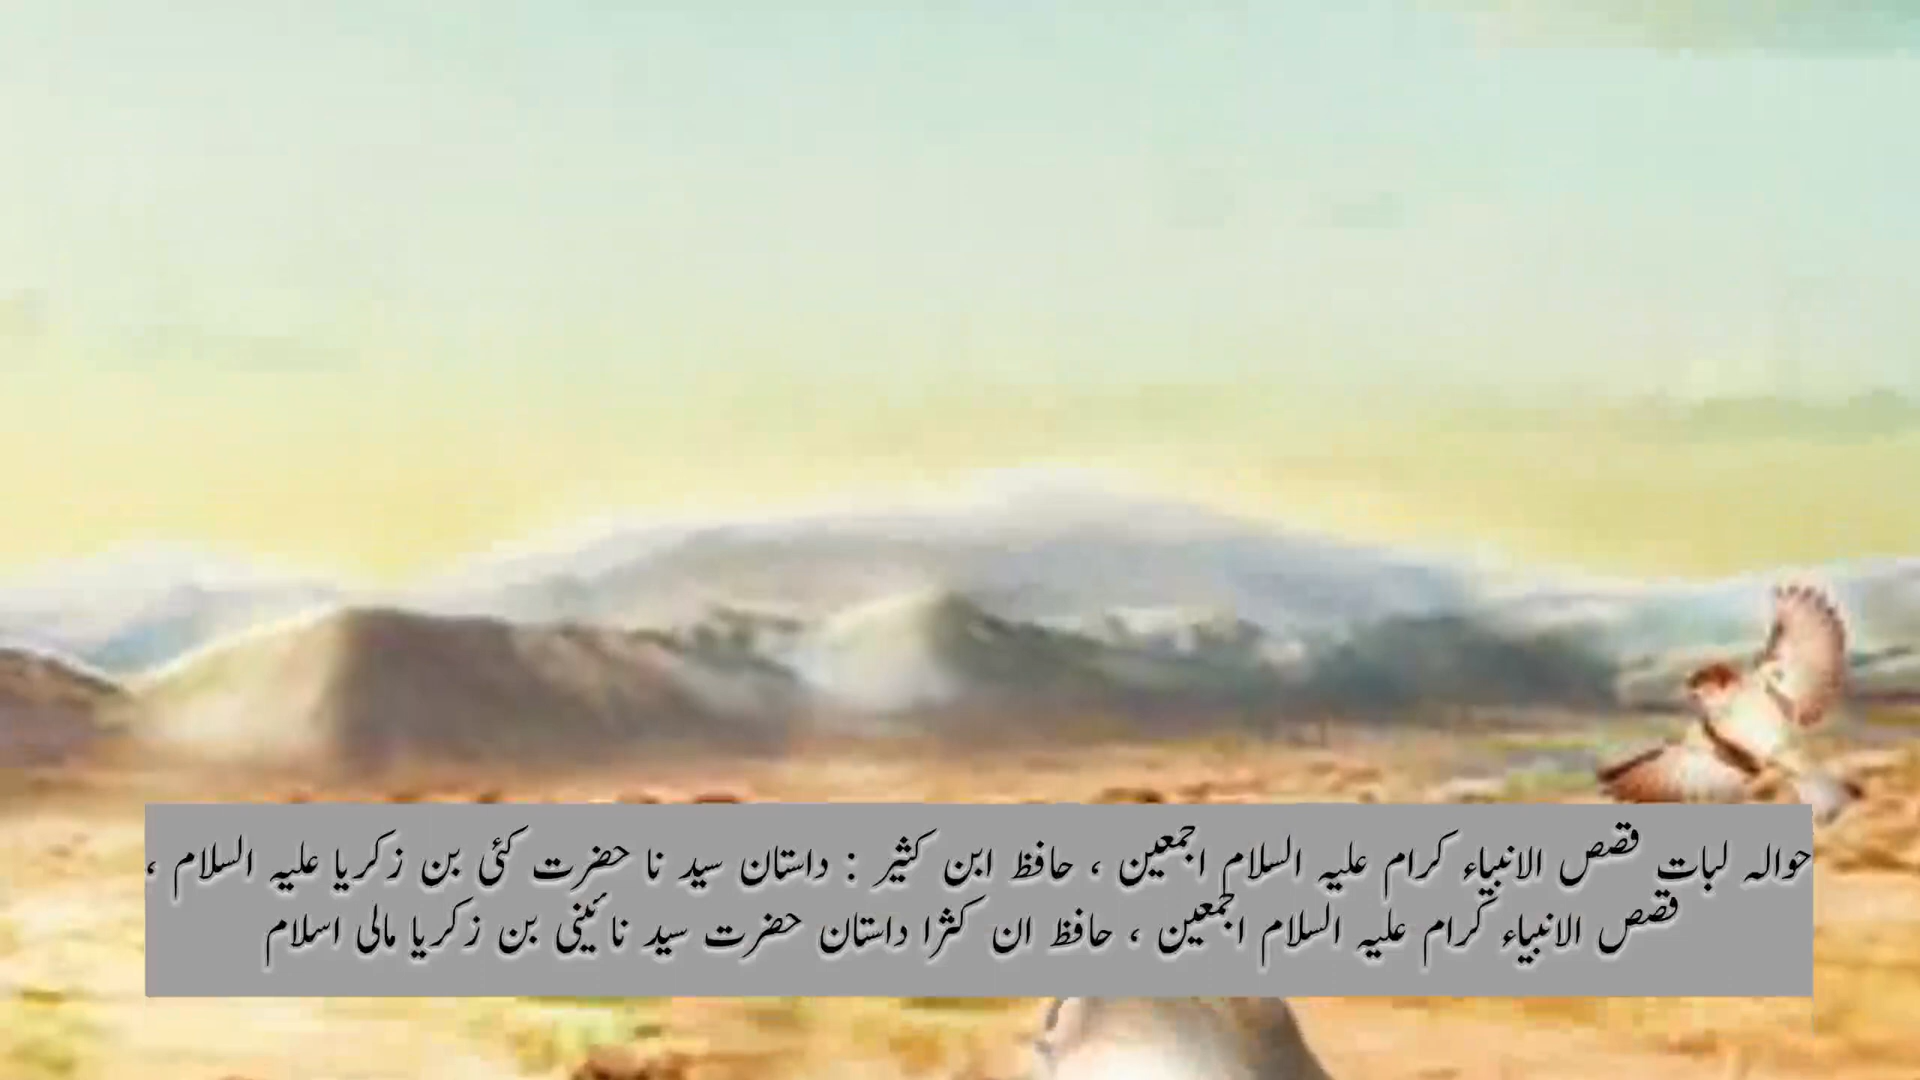 حوالہ لبات قصص الانبیاء کرام علیہ السلام اجمعین ، حافظ ابن کثیر : داستان سید نا حضرت کئی بن زکریا علیہ السلام ،
قصص الانبیاء کرام علیہ السلام اجمعین ، حافظ ان کثرا داستان حضرت سید نائینی بن زکریا مالی اسلام